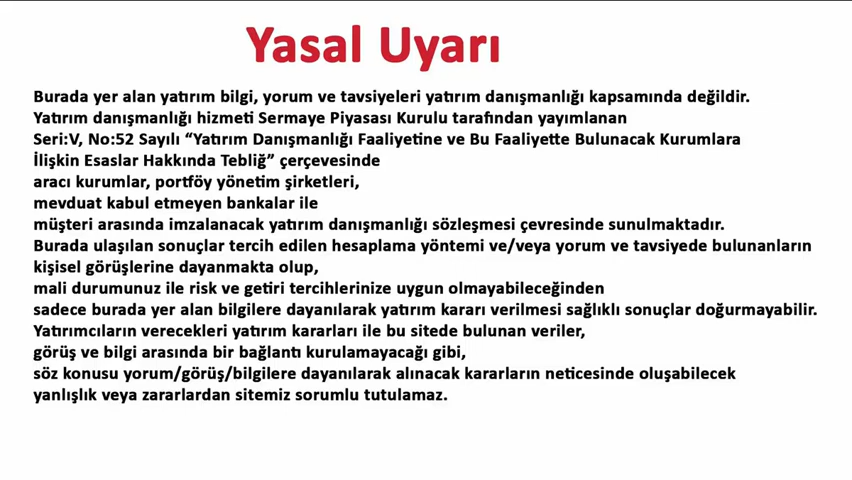 Yasal Uyarı
Burada yer alan yatırım bilgi, yorum ve tavsiyeleri yatırım danışmanlığı kapsamında değildir.
Yatırım danışmanlığı hizmeti Sermaye Piyasası Kurulu tarafından yayımlanan
Seri:V, No:52 Sayılı “Yatırım Danışmanlığı Faaliyetine ve Bu Faaliyette Bulunacak Kurumlara
İlişkin Esaslar Hakkında Tebliğ” çerçevesinde
aracı kurumlar, portföy yönetim şirketleri,
mevduat kabul etmeyen bankalar ile
müşteri arasında imzalanacak yatırım danışmanlığı sözleşmesi çevresinde sunulmaktadır.
Burada ulaşılan sonuçlar tercih edilen hesaplama yöntemi ve/veya yorum ve tavsiyede bulunanların
kişisel görüşlerine dayanmakta olup,
mali durumunuz ile risk ve getiri tercihlerinize uygun olmayabileceğinden
sadece burada yer alan bilgilere dayanılarak yatırım kararı verilmesi sağlıklı sonuçlar doğurmayabilir.
Yatırımcıların verecekleri yatırım kararları ile bu sitede bulunan veriler,
görüş ve bilgi arasında bir bağlantı kurulamayacağı gibi,
söz konusu yorum/görüş/bilgilere dayanılarak alınacak kararların neticesinde oluşabilecek
yanlışlık veya zararlardan sitemiz sorumlu tutulamaz.